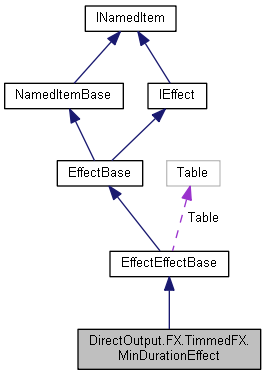 INamedItem
NamedItemBase
IEffect
EffectBase
Table
Table
EffectEffectBase
DirectOutput.FX.TimmedFX.
MinDurationEffect